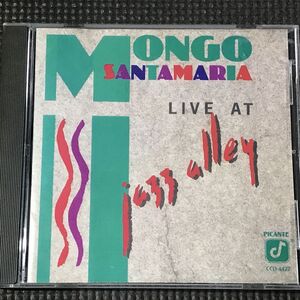 MONGO
SANTAMARIA
LIVE AT
jazz alley
PICANTE
CCD-4427